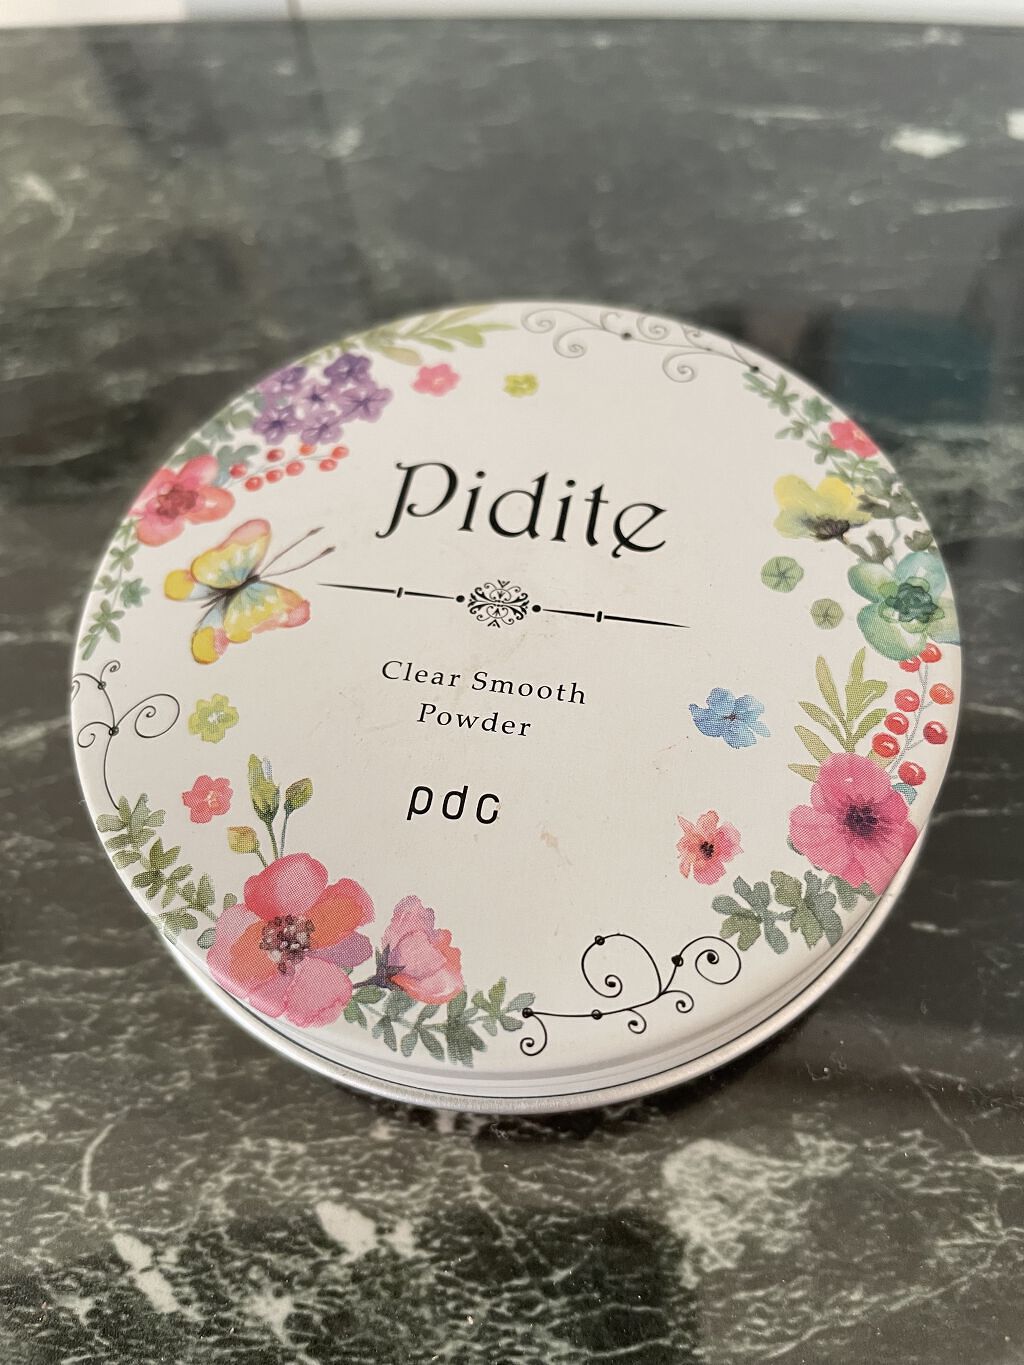 Pidite
Clear Smooth
Powder
pdc